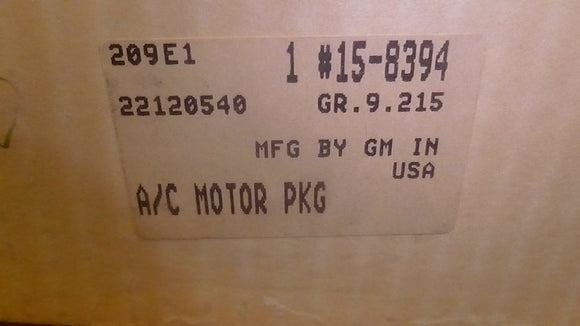 209E1 1 #15-8394
22120540 GR.9.215
MFG BY GM IN
USA
A/C MOTOR PKG